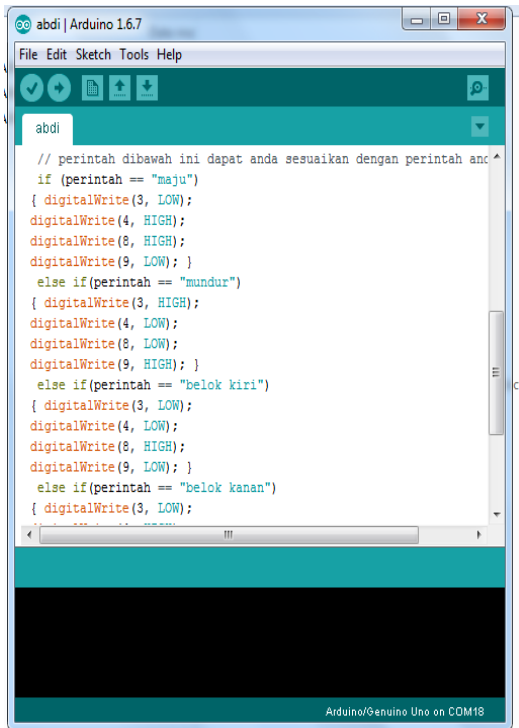 abdi | Arduino 1.6.7
File Edit Sketch Tools Help
abdi
// perintah dibawah ini dapat anda sesuaikan dengan perintah
if (perintah == "maju")
{ digitalWrite(3, LOW);
digitalWrite(4, HIGH);
digitalWrite(8, HIGH);
digitalWrite(9, LOW); }
else if(perintah == "mundur")
{ digitalWrite(3, HIGH);
digitalWrite(4, LOW);
digitalWrite(8, LOW);
digitalWrite(9, HIGH); }
else if(perintah == "belok kiri")
{ digitalWrite(3, LOW);
digitalWrite(4, LOW);
digitalWrite(8, HIGH);
digitalWrite(9, LOW); }
else if(perintah == "belok kanan")
{ digitalWrite(3, LOW);
Arduino/Genuino Uno on COM18